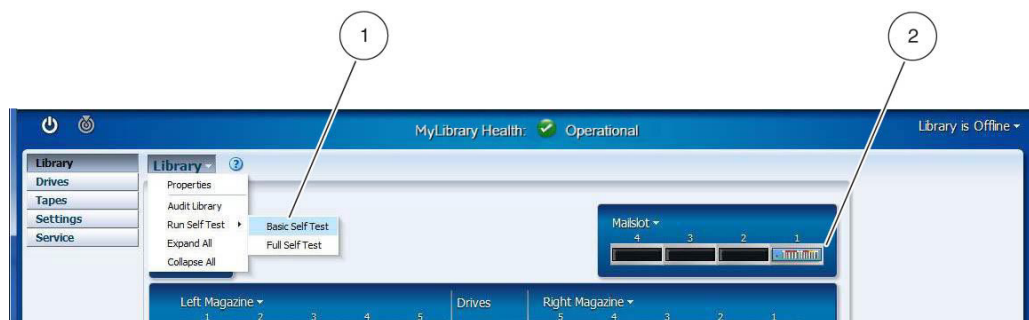 1
2
MyLibrary Health: Operational
Library is Offline
Library
Drives
Tapes
Settings
Service
Library
?
Properties
Audit Library
Run Self Test
Expand All
Collapse All
Basic Self Test
Full Self Test
Mailslot
4 3 2 1
Left Magazine
1 2 3 4 5
Drives
Right Magazine
5 4 3 2 1